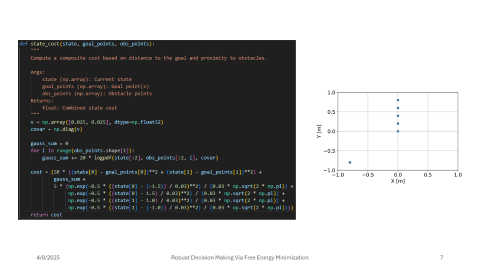 def state_cost(state, goal_points, obs_points):
"""
Compute a composite cost based on distance to the goal and proximity to obstacles.
Args:
state (np.array): Current state
goal_points (np.array): Goal point(s)
obs_points (np.array): Obstacle points
Returns:
float: Combined state cost
"""
v = np.array([0.025, 0.025], dtype=np.float32)
covar = np.diag(v)
gauss_sum = 0
for i in range(obs_points.shape[1]):
gauss_sum += 20 * logpdf(state[:2], obs_points[:2, i], covar)
cost = (50 * ((state[0] - goal_points[0])**2 + (state[1] - goal_points[1])**2) +
gauss_sum +
5 * (np.exp(-0.5 * ((state[0] - (-1.5)) / 0.03)**2) / (0.03 * np.sqrt(2 * np.pi)) +
np.exp(-0.5 * ((state[0] - 1.5) / 0.03)**2) / (0.03 * np.sqrt(2 * np.pi)) +
np.exp(-0.5 * ((state[1] - 1.0) / 0.03)**2) / (0.03 * np.sqrt(2 * np.pi)) +
np.exp(-0.5 * ((state[1] - (-1.0)) / 0.03)**2) / (0.03 * np.sqrt(2 * np.pi))))
return cost
1.0
0.5
0.0
−0.5
−1.0
Y [m]
−1.0 −0.5 0.0 0.5 1.0
X [m]
4/8/2025 Robust Decision Making Via Free Energy Minimization 7